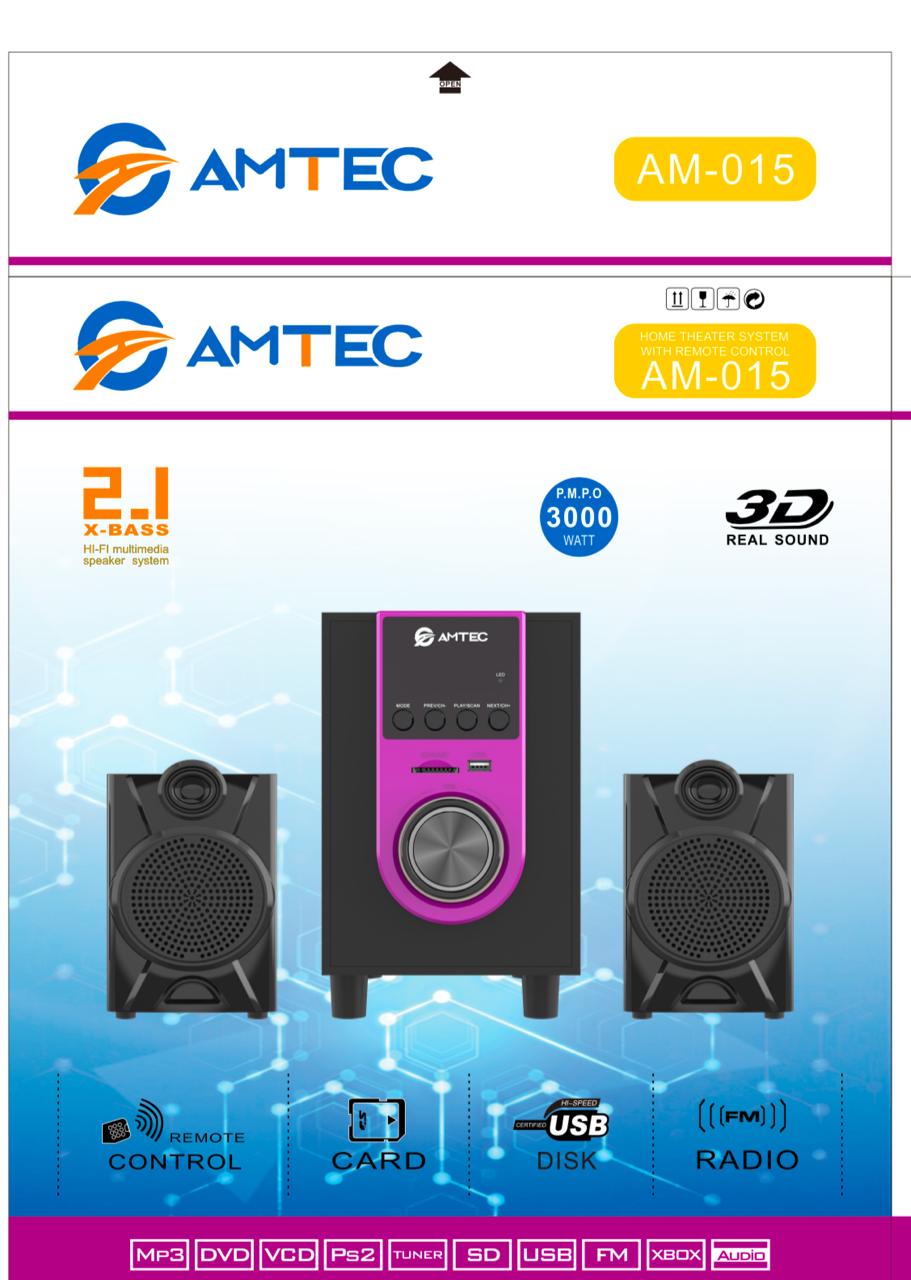 OPEN
AMTEC
AM-015
AMTEC
HOME THEATER SYSTEM
WITH REMOTE CONTROL
AM-015
2.1
X-BASS
HI-FI multimedia
speaker system
P.M.P.O
3000
WATT
3D
REAL SOUND
AMTEC
LED
MODE PREV/CH- PLAY/SCAN NEXT/CH+
REMOTE
CONTROL
CARD
HI-SPEED
CERTIFIED USB
DISK
(((FM)))
RADIO
MP3 DVD VCD PS2 TUNER SD USB FM XBOX AUDIO